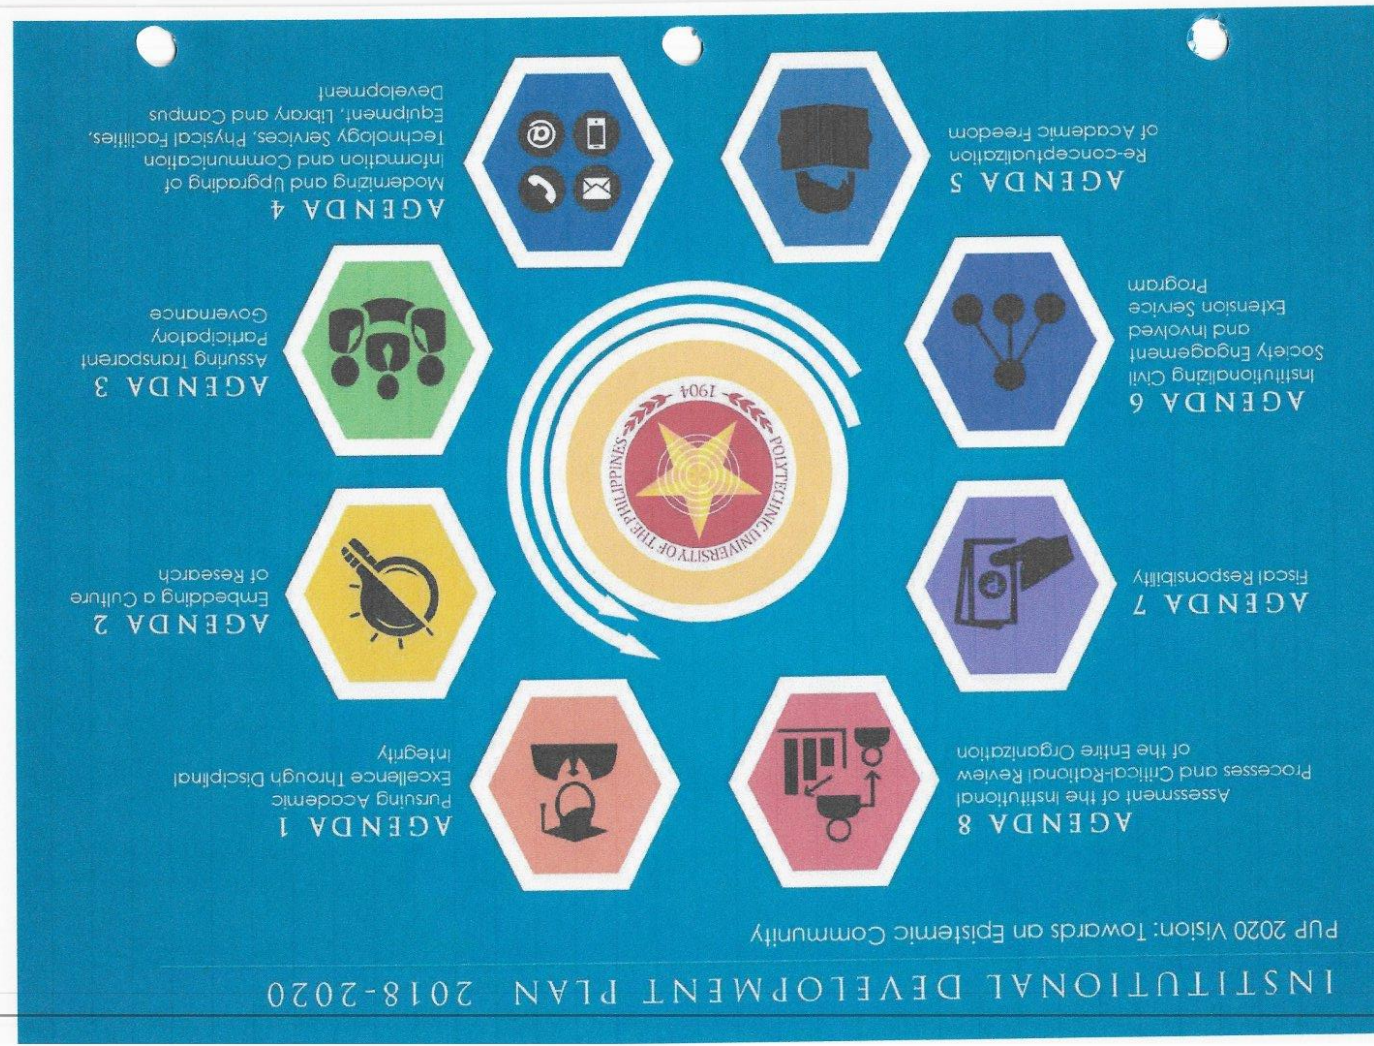 INSTITUTIONAL DEVELOPMENT PLAN 2018-2020
PUP 2020 Vision: Towards an Epistemic Community
AGENDA 1
Pursuing Academic
Excellence Through Disciplinal
Integrity
AGENDA 2
Embedding a Culture
of Research
AGENDA 3
Assuring Transparent
Participatory
Governance
AGENDA 4
Modernizing and Upgrading of
Information and Communication
Technology Services, Physical Facilities,
Equipment, Library and Campus
Development
AGENDA 5
Re-conceptualization
of Academic Freedom
AGENDA 6
Institutionalizing Civil
Society Engagement
and Involved
Extension Service
Program
AGENDA 7
Fiscal Responsibility
AGENDA 8
Assessment of the Institutional
Processes and Critical-Rational Review
of the Entire Organization
POLYTECHNIC UNIVERSITY OF THE PHILIPPINES
1904
@
P